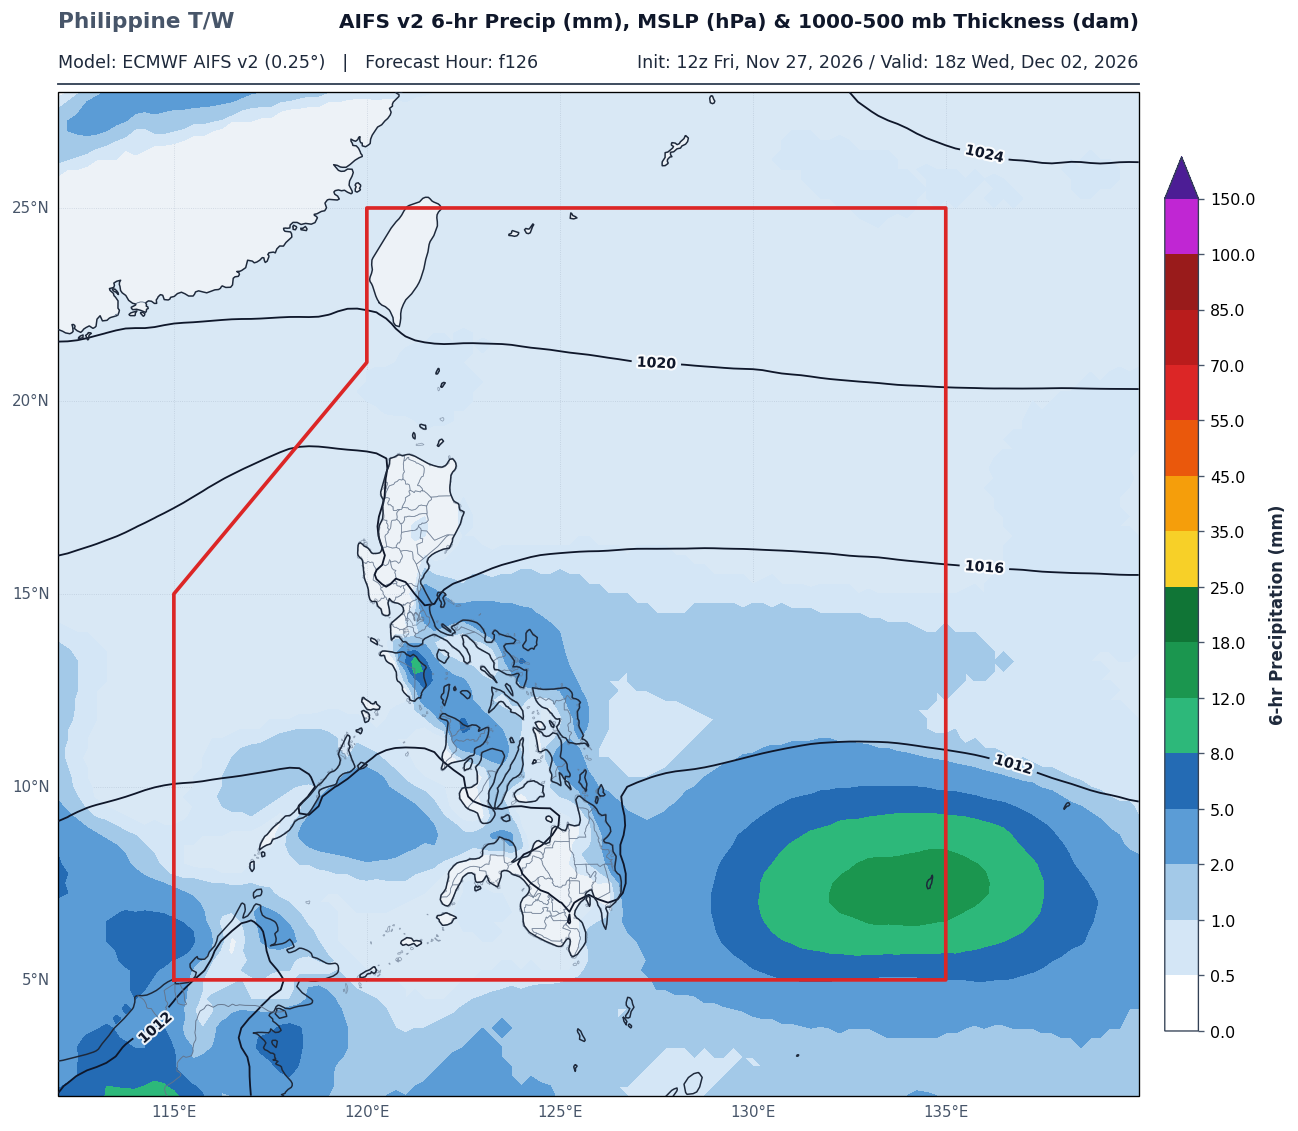 Philippine T/W
AIFS v2 6-hr Precip (mm), MSLP (hPa) & 1000-500 mb Thickness (dam)
Model: ECMWF AIFS v2 (0.25°)   |   Forecast Hour: f126
Init: 12z Fri, Nov 27, 2026 / Valid: 18z Wed, Dec 02, 2026
1024
1020
1016
1012
1012
25°N
20°N
15°N
10°N
5°N
115°E
120°E
125°E
130°E
135°E
150.0
100.0
85.0
70.0
55.0
45.0
35.0
25.0
18.0
12.0
8.0
5.0
2.0
1.0
0.5
0.0
6-hr Precipitation (mm)